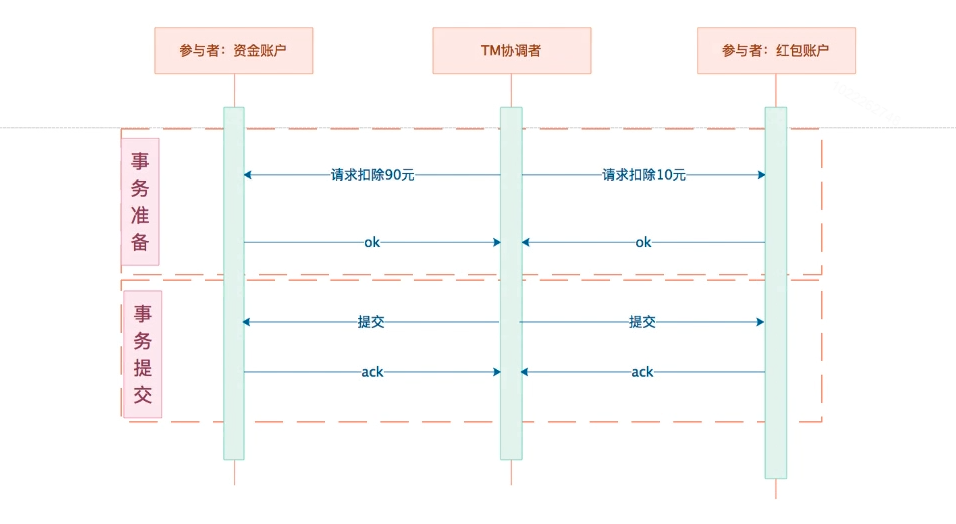 参与者：资金账户
TM协调者
参与者：红包账户
事务准备
请求扣除90元
请求扣除10元
ok
ok
事务提交
提交
提交
ack
ack